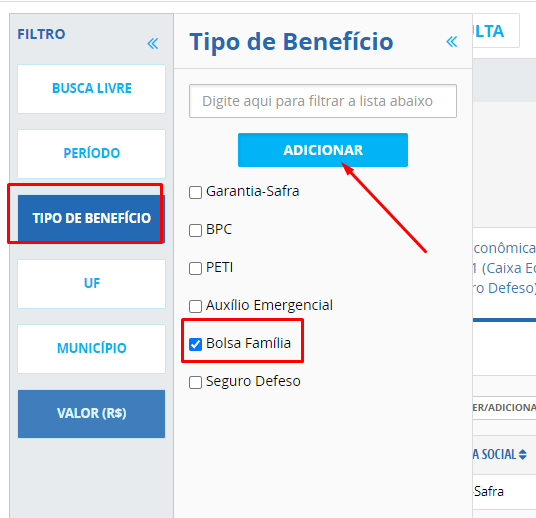 FILTRO
BUSCA LIVRE
PERÍODO
TIPO DE BENEFÍCIO
UF
MUNICÍPIO
VALOR (R$)
Tipo de Benefício
Digite aqui para filtrar a lista abaixo
ADICIONAR
Garantia-Safra
BPC
PETI
Auxílio Emergencial
Bolsa Família
Seguro Defeso
LTA
conômica
1 (Caixa Ec
ro Defeso)
ER/ADICIONA
A SOCIAL
-Safra